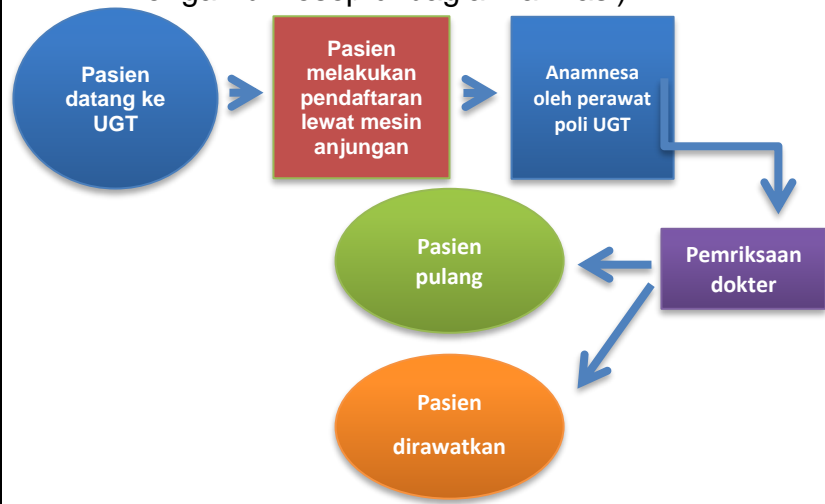 Pasien
datang ke
UGT
Pasien
melakukan
pendaftaran
lewat mesin
anjungan
Anamnesa
oleh perawat
poli UGT
Pemriksaan
dokter
Pasien
pulang
Pasien
dirawatkan